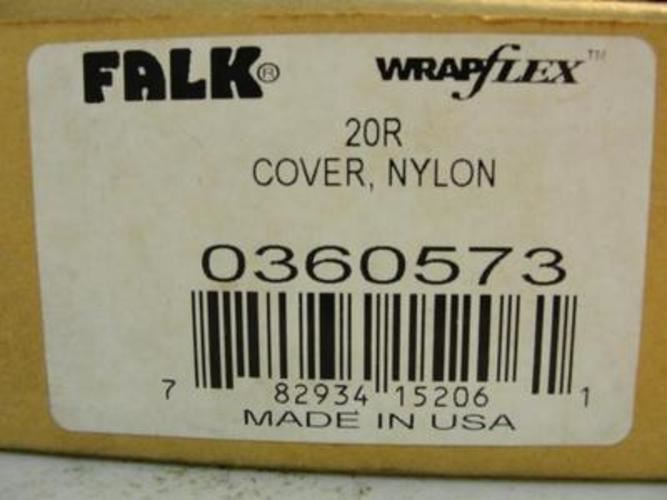 FALK® WRAPflEX™
20R
COVER, NYLON
0360573
7 82934 15206 1
MADE IN USA